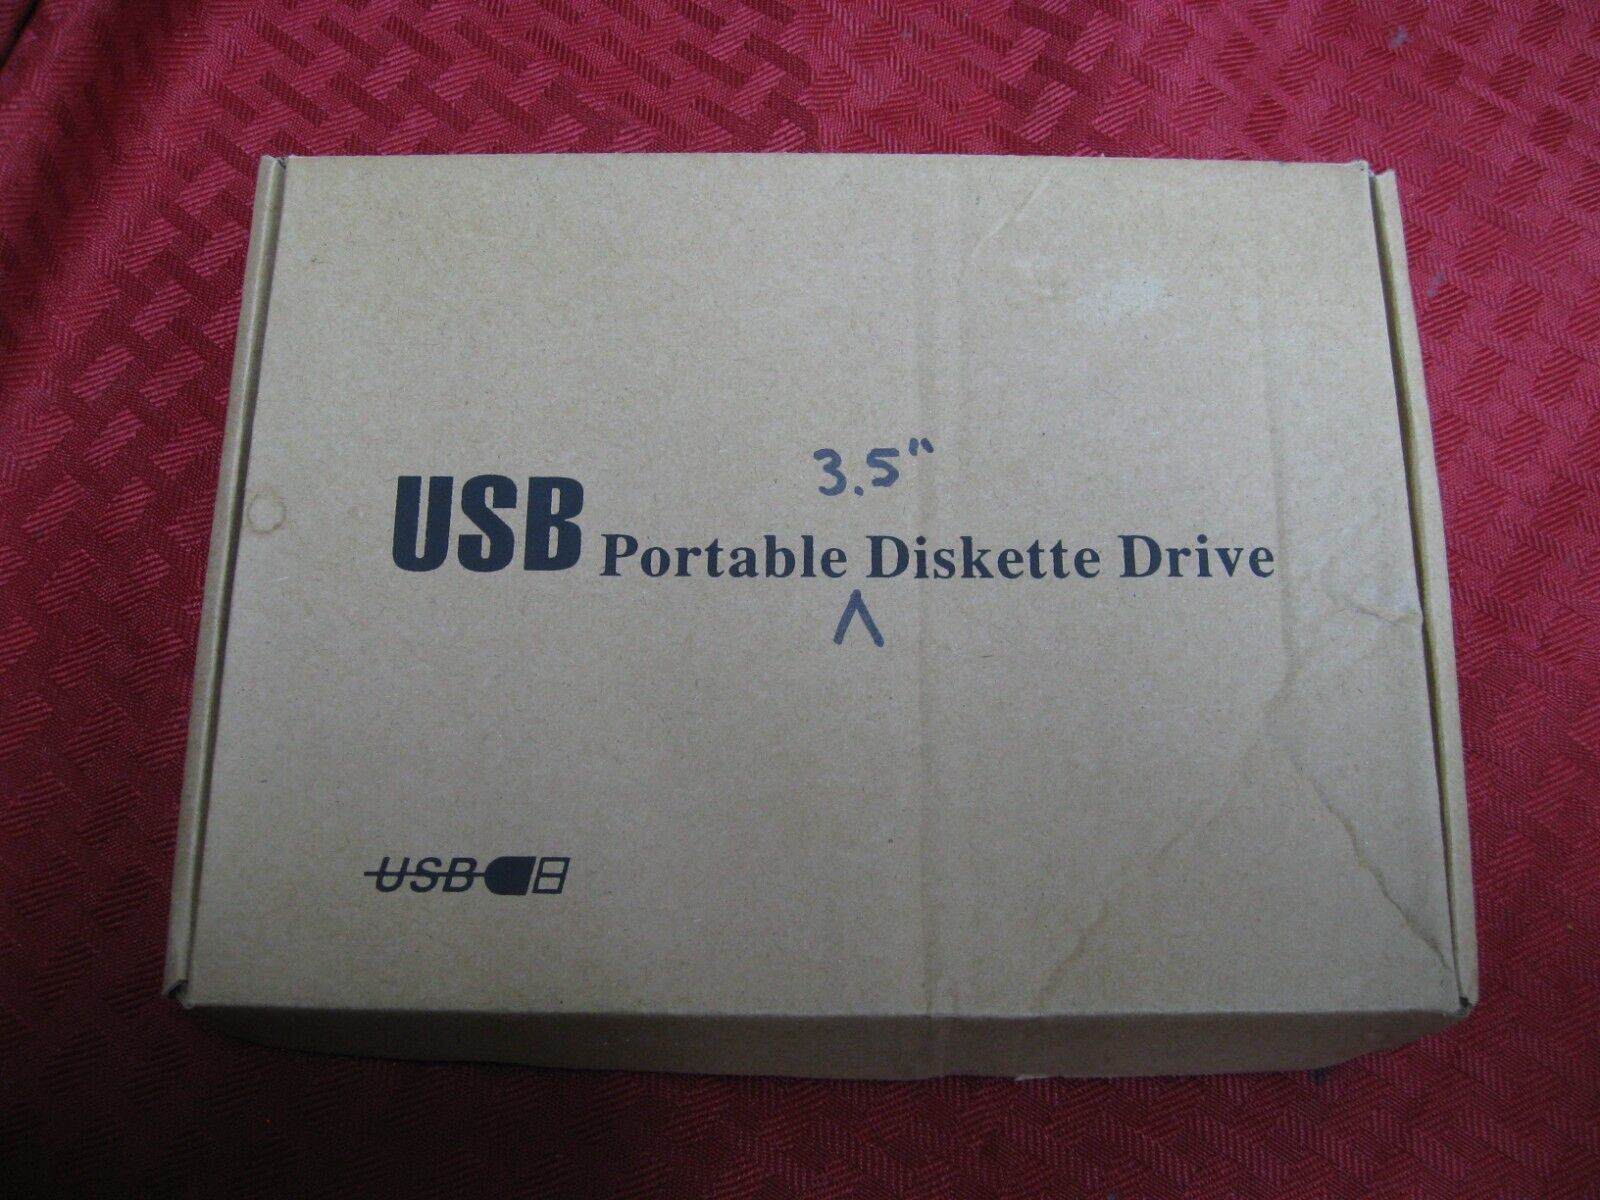 3.5"
USB Portable Diskette Drive
USB